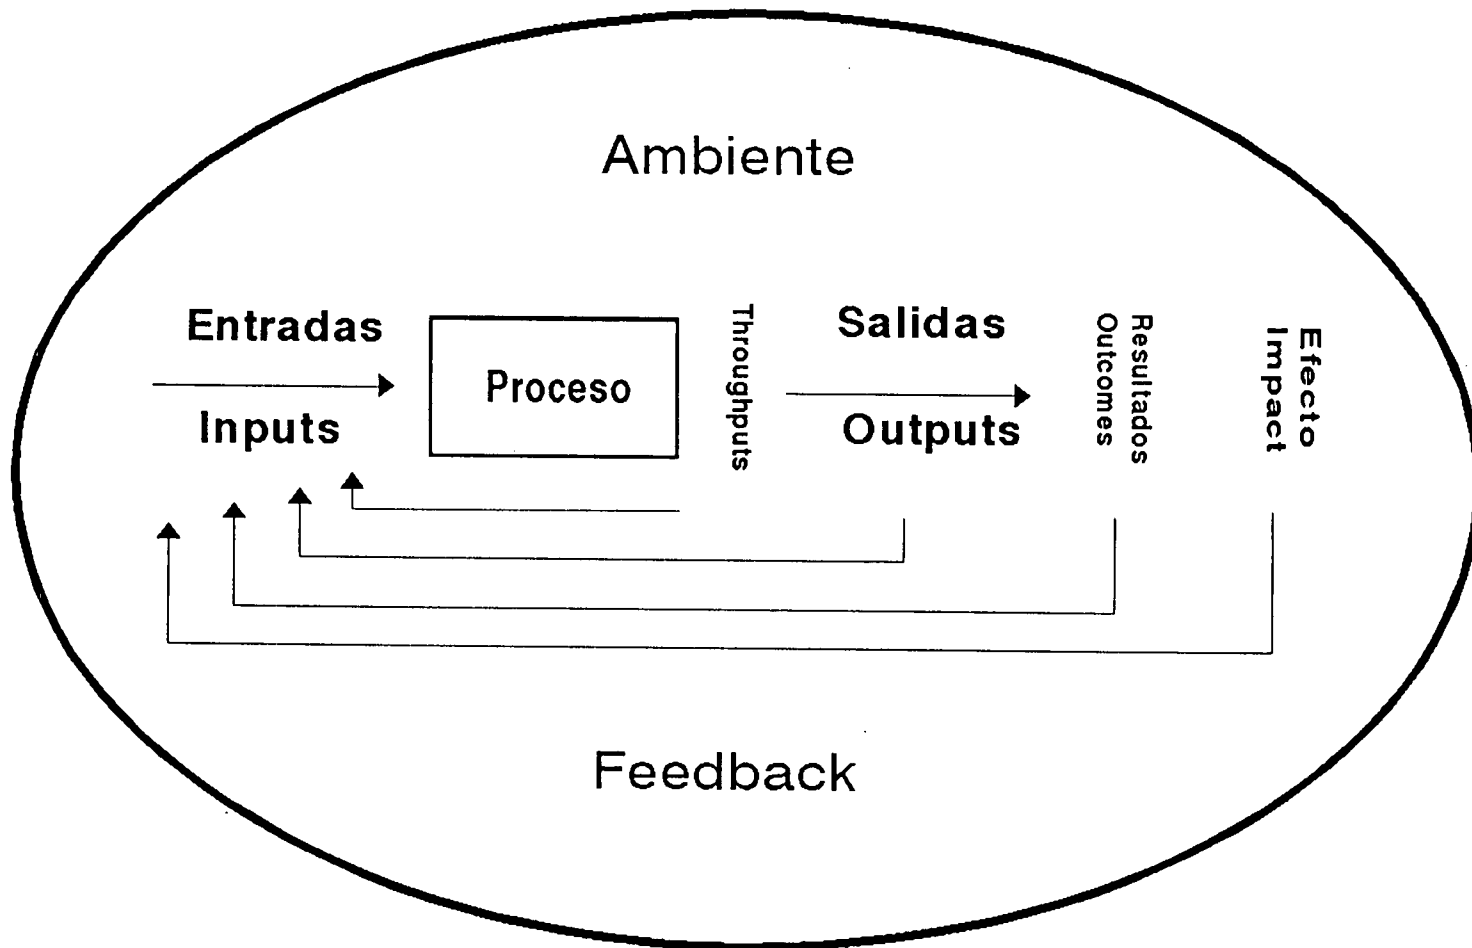 Ambiente
Entradas
Inputs
Proceso
Throughputs
Salidas
Outputs
Resultados
Outcomes
Efecto
Impact
Feedback